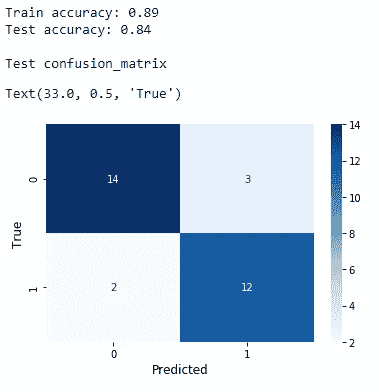 Train accuracy: 0.89
Test accuracy: 0.84
Test confusion_matrix
Text(33.0, 0.5, 'True')
14
0
14
3
12
10
8
True
1
2
12
6
4
2
0
1
Predicted